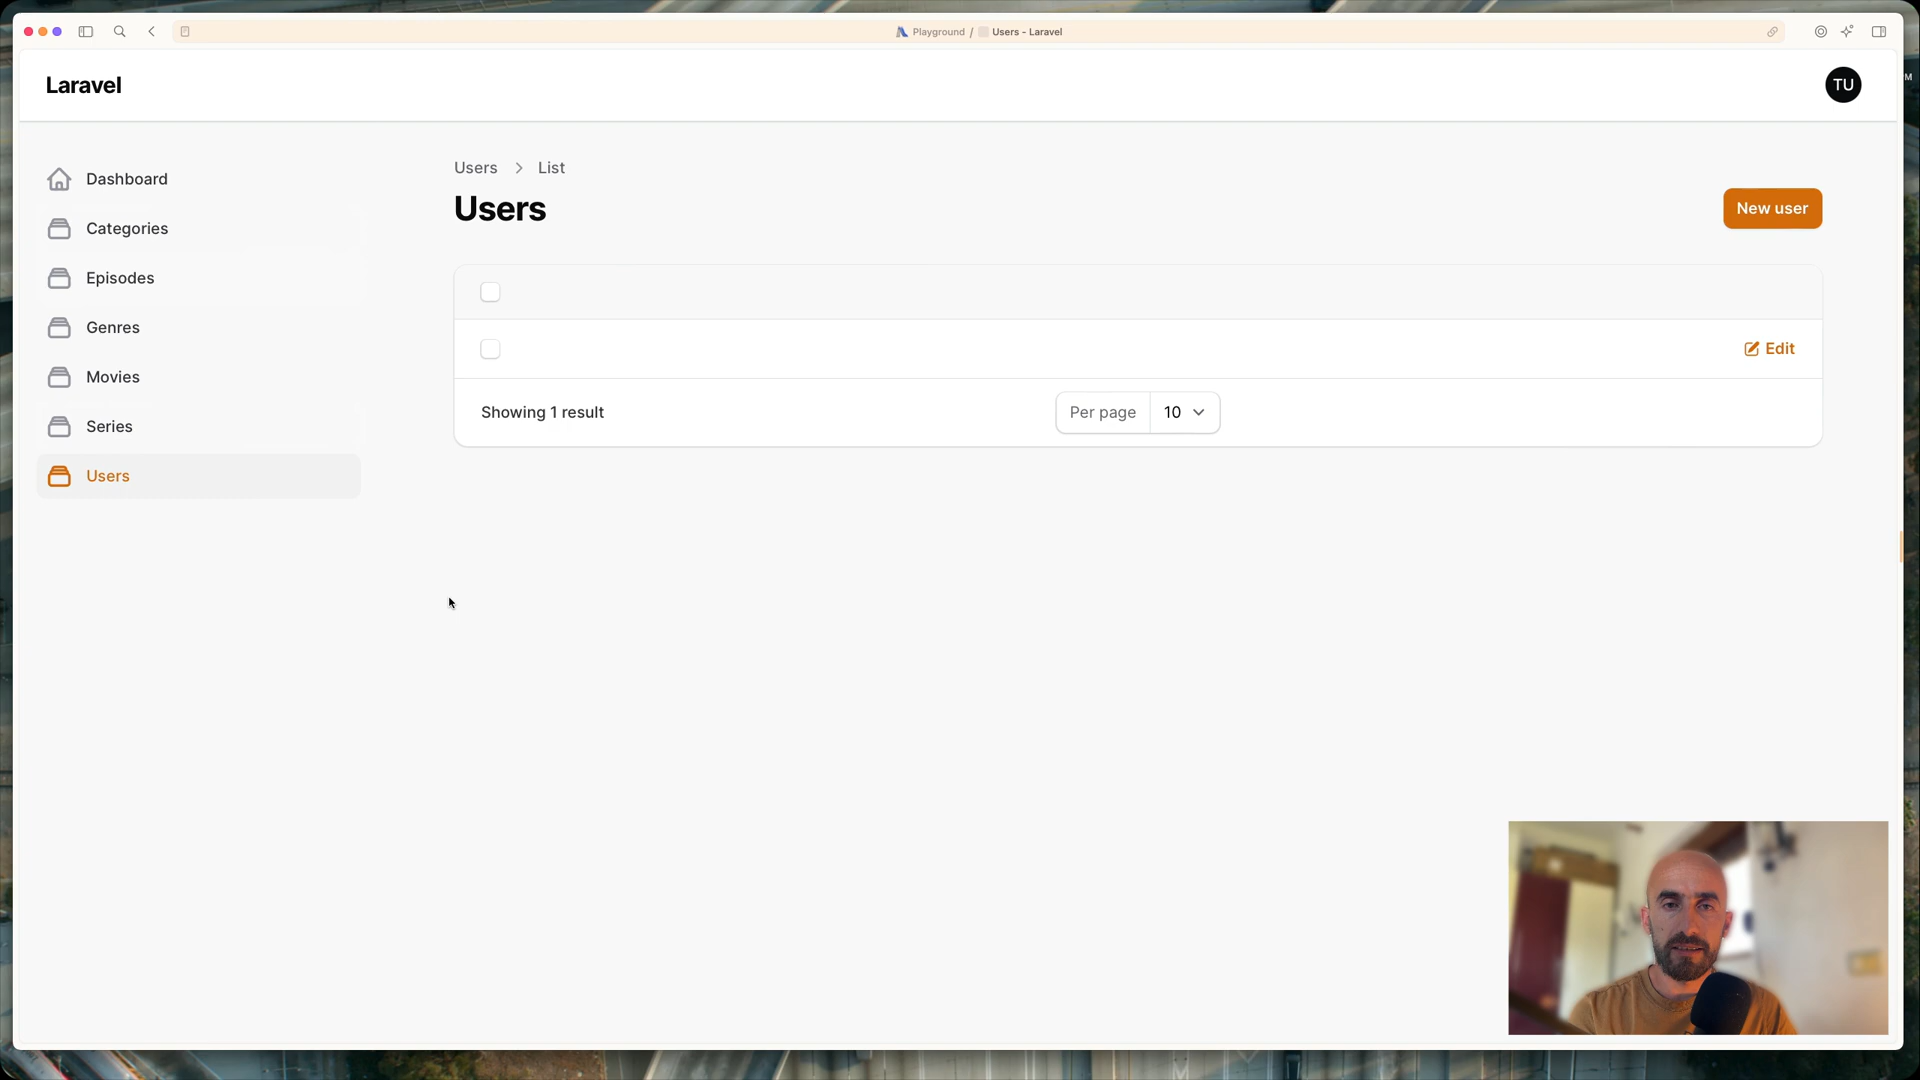 Playground / Users - Laravel
Laravel
TU
M
Dashboard
Categories
Episodes
Genres
Movies
Series
Users
Users > List
Users
New user
Edit
Showing 1 result
Per page 10